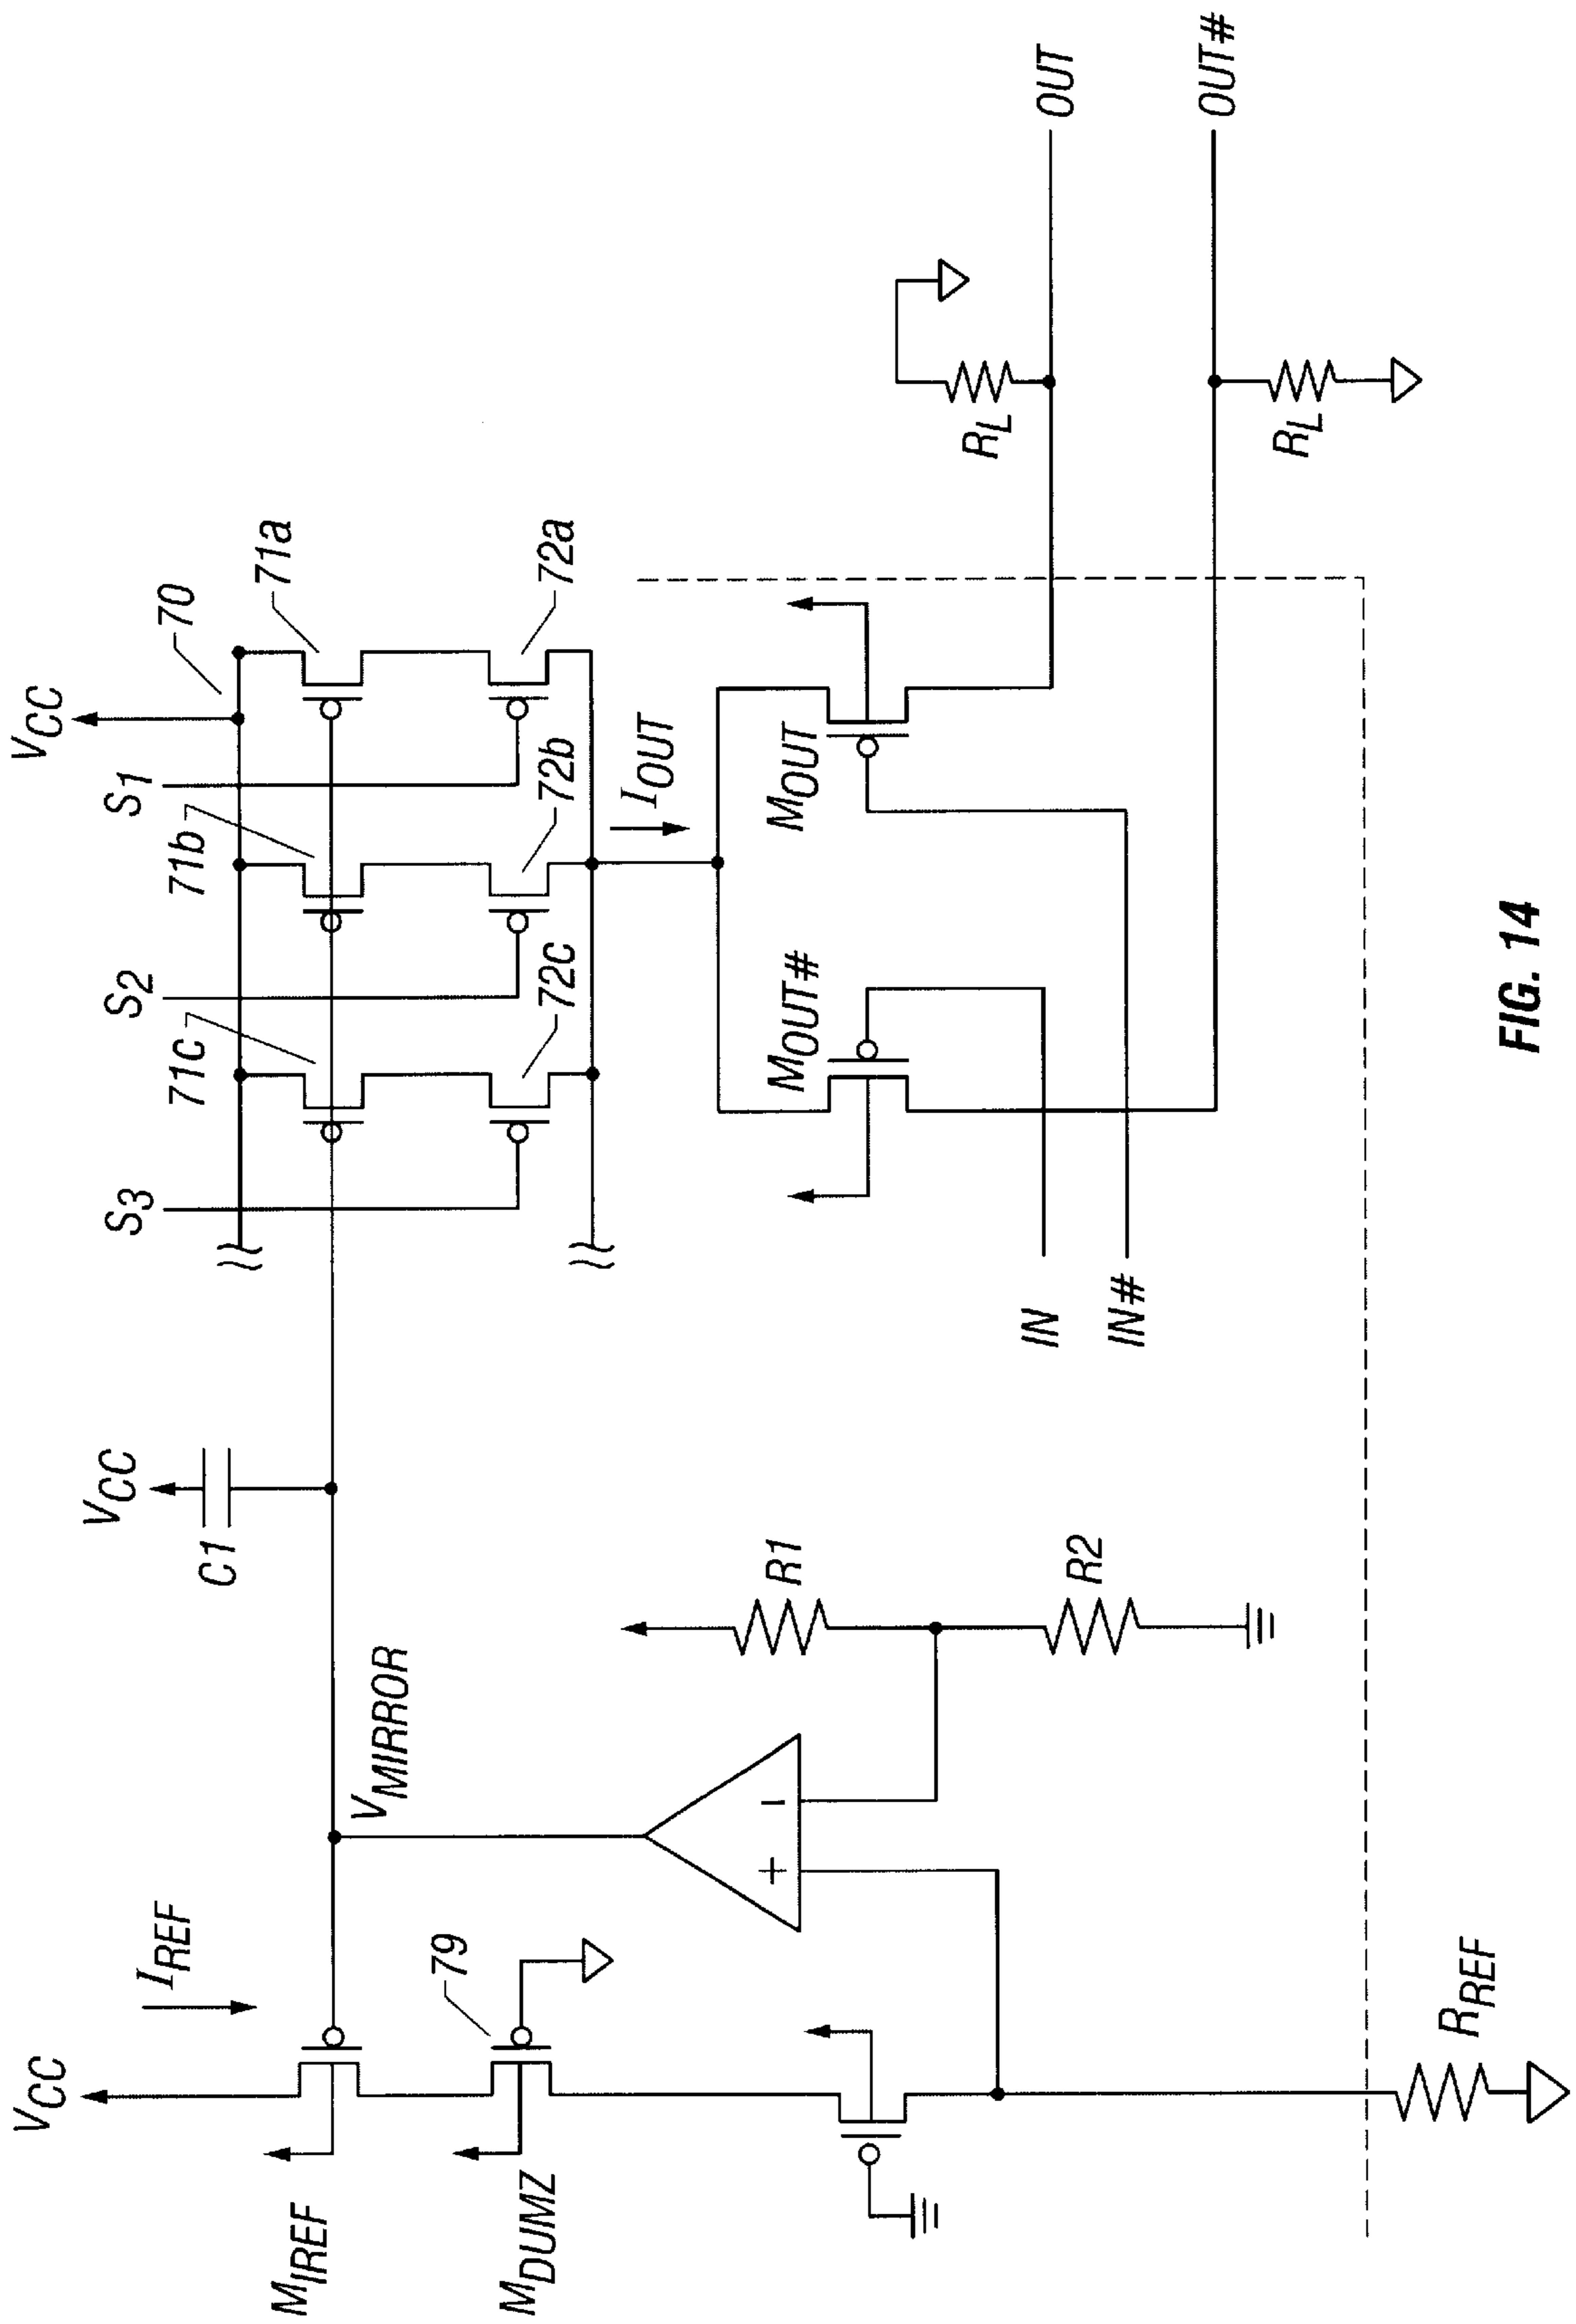 VCC
70
S1
71a
71b
S2
71c
S3
72a
72b
72c
IOUT
VCC
C1
VMIRROR
IREF
VCC
MIREF
79
MDUMZ
+
−
R1
R2
MOUT
MOUT#
IN
IN#
RL
OUT
RL
OUT#
RREF
FIG. 14